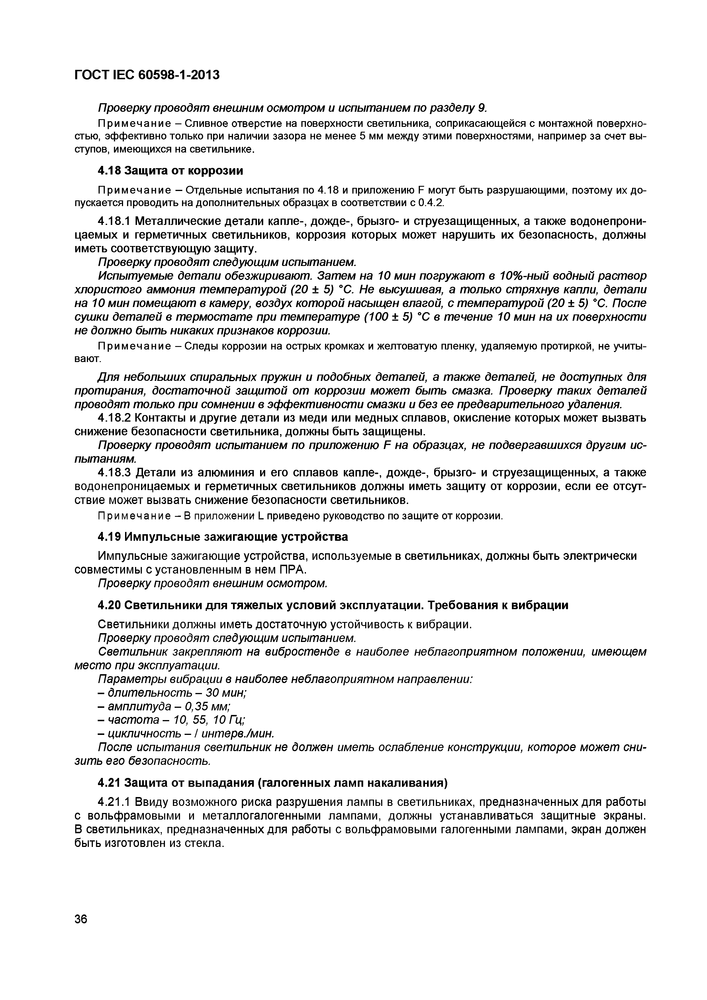 ГОСТ IEC 60598-1-2013
Проверку проводят внешним осмотром и испытанием по разделу 9.
Примечание – Сливное отверстие на поверхности светильника, соприкасающейся с монтажной поверхно-
стью, эффективно только при наличии зазора не менее 5 мм между этими поверхностями, например за счет вы-
ступов, имеющихся на светильнике.
4.18 Защита от коррозии
Примечание – Отдельные испытания по 4.18 и приложению F могут быть разрушающими, поэтому их до-
пускается проводить на дополнительных образцах в соответствии с 0.4.2.
4.18.1 Металлические детали капле-, дожде-, брызго- и струезащищенных, а также водонепрони-
цаемых и герметичных светильников, коррозия которых может нарушить их безопасность, должны
иметь соответствующую защиту.
Проверку проводят следующим испытанием.
Испытуемые детали обезжиривают. Затем на 10 мин погружают в 10%-ный водный раствор
хлористого аммония температурой (20 ± 5) °С. Не высушивая, а только стряхнув капли, детали
на 10 мин помещают в камеру, воздух которой насыщен влагой, с температурой (20 ± 5) °С. После
сушки деталей в термостате при температуре (100 ± 5) °С в течение 10 мин на их поверхности
не должно быть никаких признаков коррозии.
Примечание – Следы коррозии на острых кромках и желтоватую пленку, удаляемую протиркой, не учиты-
вают.
Для небольших спиральных пружин и подобных деталей, а также деталей, не доступных для
протирания, достаточной защитой от коррозии может быть смазка. Проверку таких деталей
проводят только при сомнении в эффективности смазки и без ее предварительного удаления.
4.18.2 Контакты и другие детали из меди или медных сплавов, окисление которых может вызвать
снижение безопасности светильника, должны быть защищены.
Проверку проводят испытанием по приложению F на образцах, не подвергавшихся другим ис-
пытаниям.
4.18.3 Детали из алюминия и его сплавов капле-, дожде-, брызго- и струезащищенных, а также
водонепроницаемых и герметичных светильников должны иметь защиту от коррозии, если ее отсут-
ствие может вызвать снижение безопасности светильников.
Примечание – В приложении L приведено руководство по защите от коррозии.
4.19 Импульсные зажигающие устройства
Импульсные зажигающие устройства, используемые в светильниках, должны быть электрически
совместимы с установленным в нем ПРА.
Проверку проводят внешним осмотром.
4.20 Светильники для тяжелых условий эксплуатации. Требования к вибрации
Светильники должны иметь достаточную устойчивость к вибрации.
Проверку проводят следующим испытанием.
Светильник закрепляют на вибростенде в наиболее неблагоприятном положении, имеющем
место при эксплуатации.
Параметры вибрации в наиболее неблагоприятном направлении:
– длительность – 30 мин;
– амплитуда – 0,35 мм;
– частота – 10, 55, 10 Гц;
– цикличность – / интерв./мин.
После испытания светильник не должен иметь ослабление конструкции, которое может сни-
зить его безопасность.
4.21 Защита от выпадания (галогенных ламп накаливания)
4.21.1 Ввиду возможного риска разрушения лампы в светильниках, предназначенных для работы
с вольфрамовыми и металлогалогенными лампами, должны устанавливаться защитные экраны.
В светильниках, предназначенных для работы с вольфрамовыми галогенными лампами, экран должен
быть изготовлен из стекла.
36